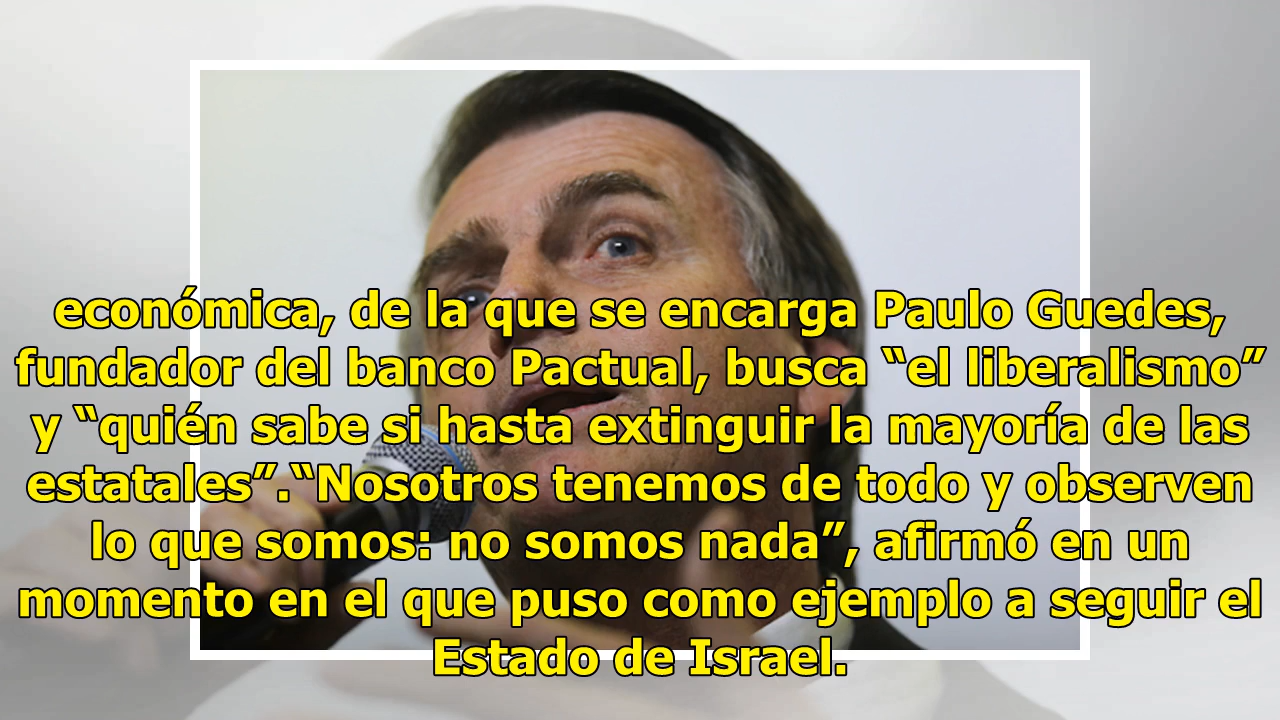 económica, de la que se encarga Paulo Guedes,
fundador del banco Pactual, busca “el liberalismo”
y “quién sabe si hasta extinguir la mayoría de las
estatales”.“Nosotros tenemos de todo y observen
lo que somos: no somos nada”, afirmó en un
momento en el que puso como ejemplo a seguir el
Estado de Israel.